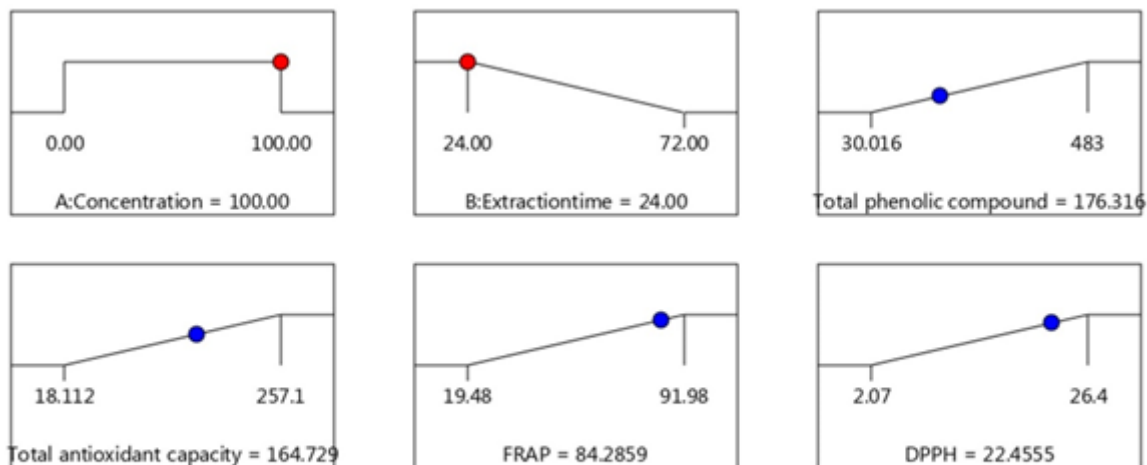 0.00 100.00
A:Concentration = 100.00
24.00 72.00
B:Extractiontime = 24.00
30.016 483
Total phenolic compound = 176.316
18.112 257.1
Total antioxidant capacity = 164.729
19.48 91.98
FRAP = 84.2859
2.07 26.4
DPPH = 22.4555